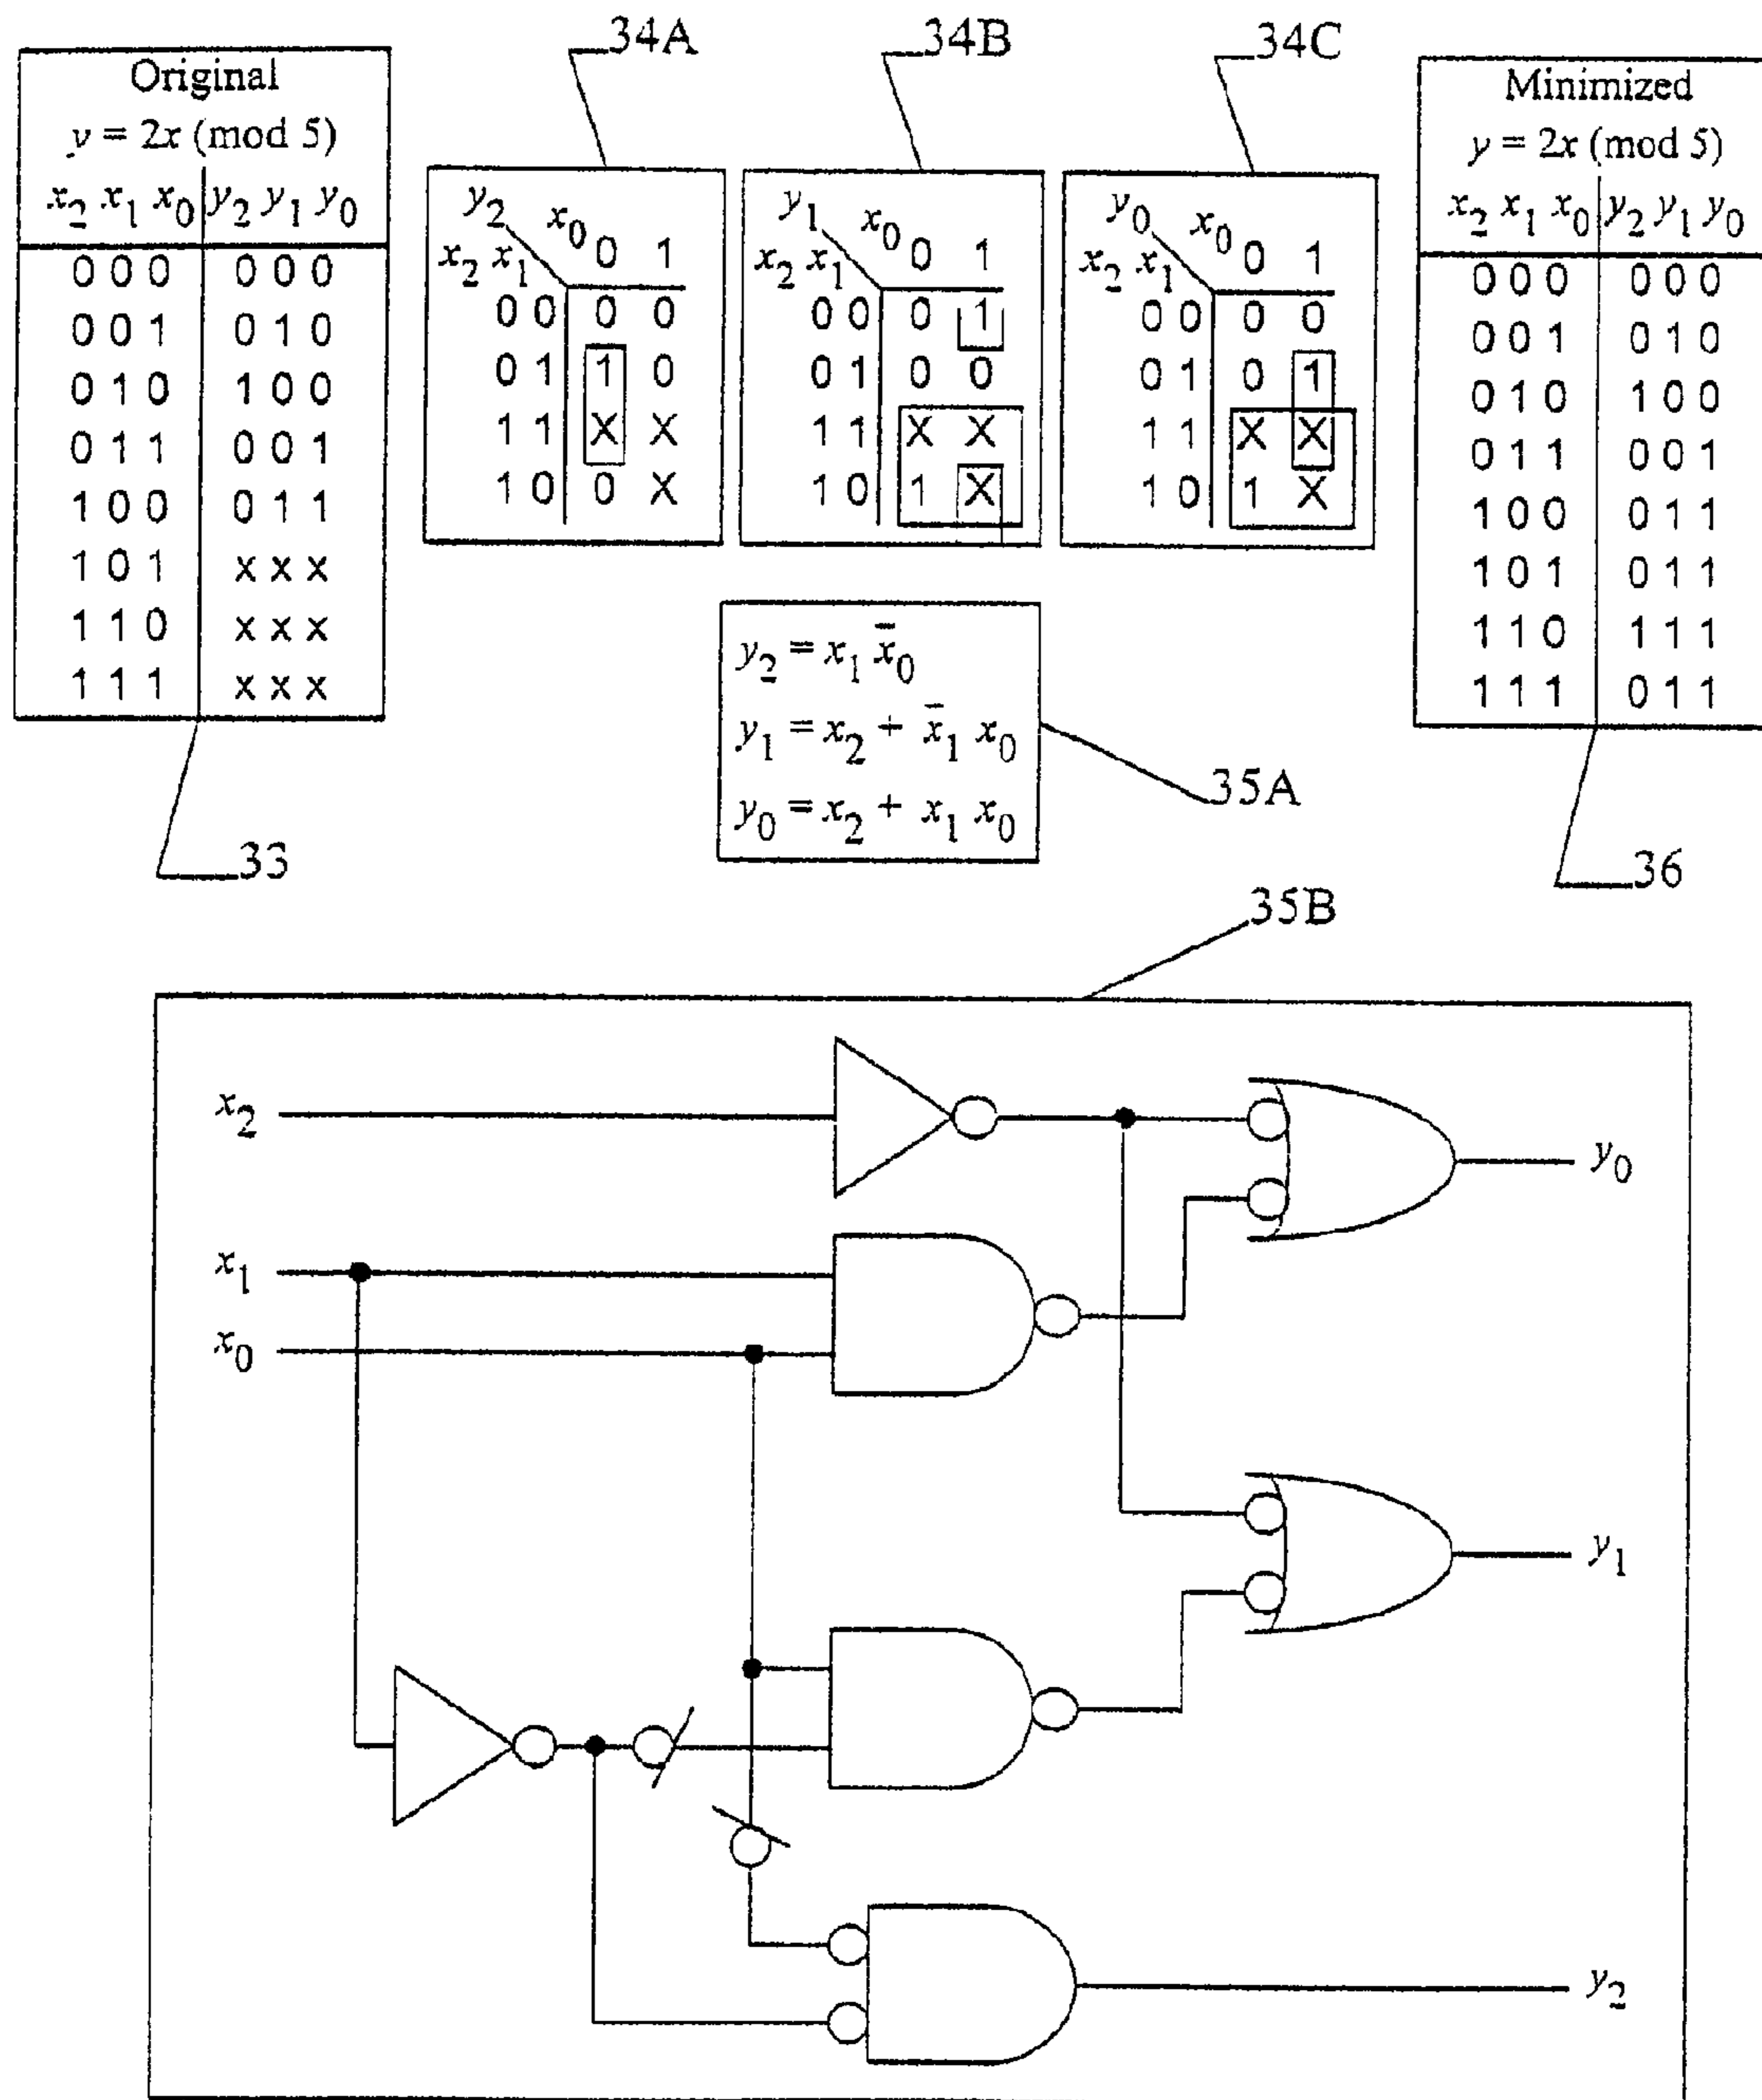 34A
34B
34C
Original
y = 2x (mod 5)
x₂ x₁ x₀ y₂ y₁ y₀
0 0 0 0 0 0
0 0 1 0 1 0
0 1 0 1 0 0
0 1 1 0 0 1
1 0 0 0 1 1
1 0 1 x x x
1 1 0 x x x
1 1 1 x x x
33
y₂ x₀ 0 1
x₂ x₁
0 0 0 0
0 1 1 0
1 1 X X
1 0 0 X
y₁ x₀ 0 1
x₂ x₁
0 0 0 1
0 1 0 0
1 1 X X
1 0 1 X
y₀ x₀ 0 1
x₂ x₁
0 0 0 0
0 1 0 1
1 1 X X
1 0 1 X
Minimized
y = 2x (mod 5)
x₂ x₁ x₀ y₂ y₁ y₀
0 0 0 0 0 0
0 0 1 0 1 0
0 1 0 1 0 0
0 1 1 0 0 1
1 0 0 0 1 1
1 0 1 0 1 1
1 1 0 1 1 1
1 1 1 0 1 1
36
y₂ = x₁ x̄₀
y₁ = x₂ + x̄₁ x₀
y₀ = x₂ + x₁ x₀
35A
35B
x₂
y₀
x₁
x₀
y₁
y₂